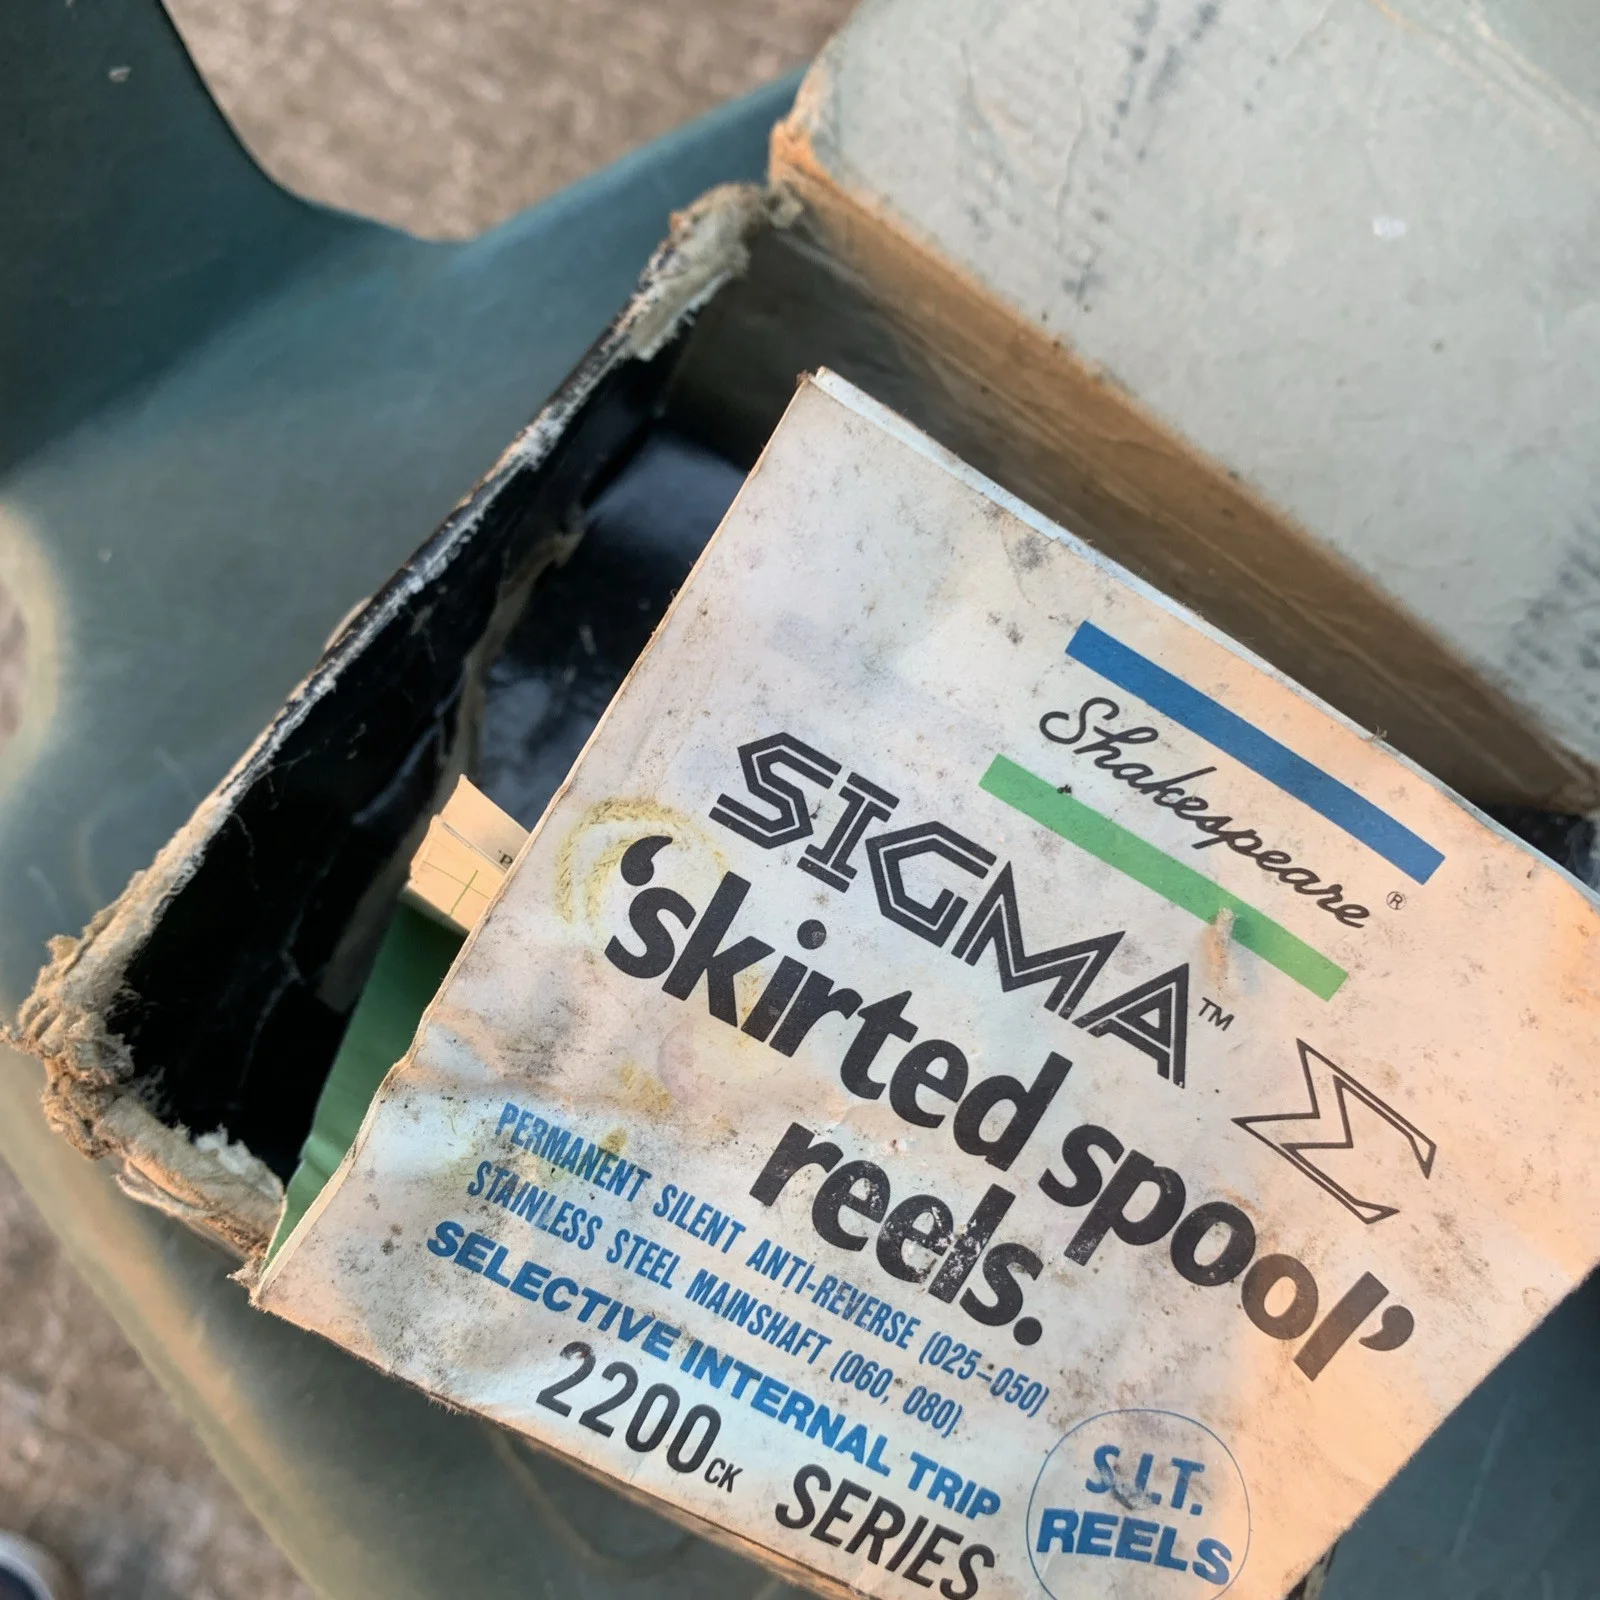 Shakespeare®
SIGMA™ Σ
‘skirted spool’
reels.
PERMANENT SILENT ANTI-REVERSE (025-050)
STAINLESS STEEL MAINSHAFT (060, 080)
SELECTIVE INTERNAL TRIP
2200CK SERIES
S.I.T.
REELS